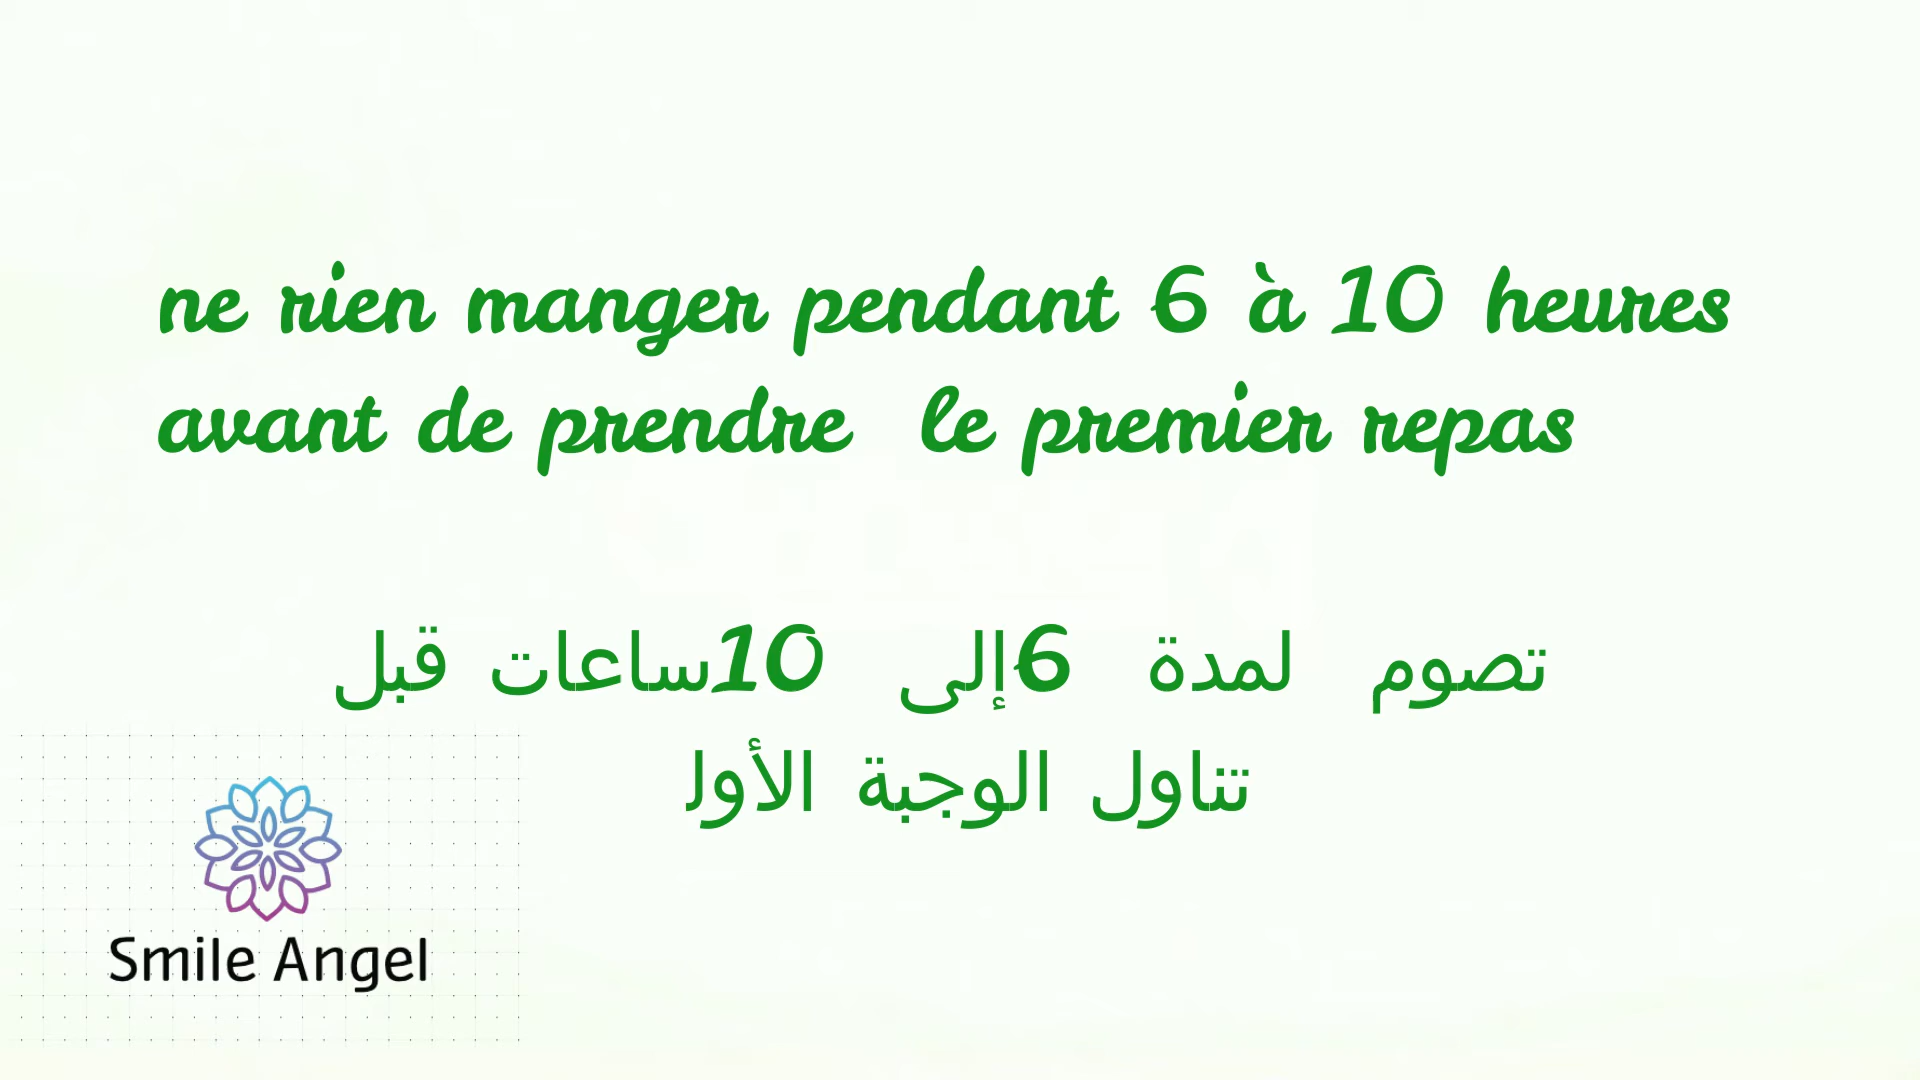 ne rien manger pendant 6 à 10 heures
avant de prendre le premier repas
تصوم لمدة 6إلى 10ساعات قبل
تناول الوجبة الأول
Smile Angel